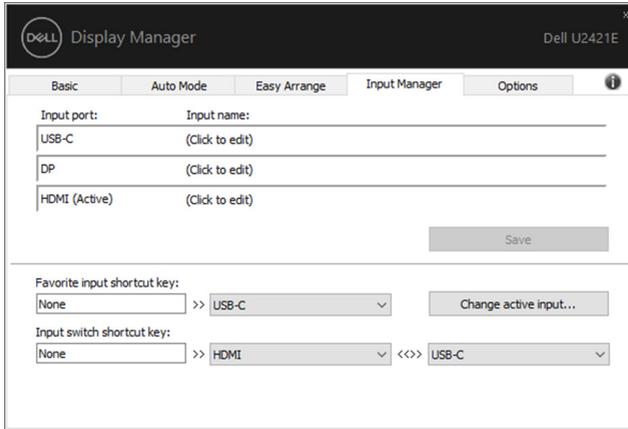 DELL Display Manager Dell U2421E
Basic Auto Mode Easy Arrange Input Manager Options
Input port: Input name:
USB-C (Click to edit)
DP (Click to edit)
HDMI (Active) (Click to edit)
Save
Favorite input shortcut key:
None >> USB-C Change active input...
Input switch shortcut key:
None >> HDMI <<>> USB-C